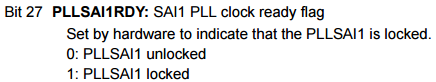 Bit 27 PLLSAI1RDY: SAI1 PLL clock ready flag
Set by hardware to indicate that the PLLSAI1 is locked.
0: PLLSAI1 unlocked
1: PLLSAI1 locked